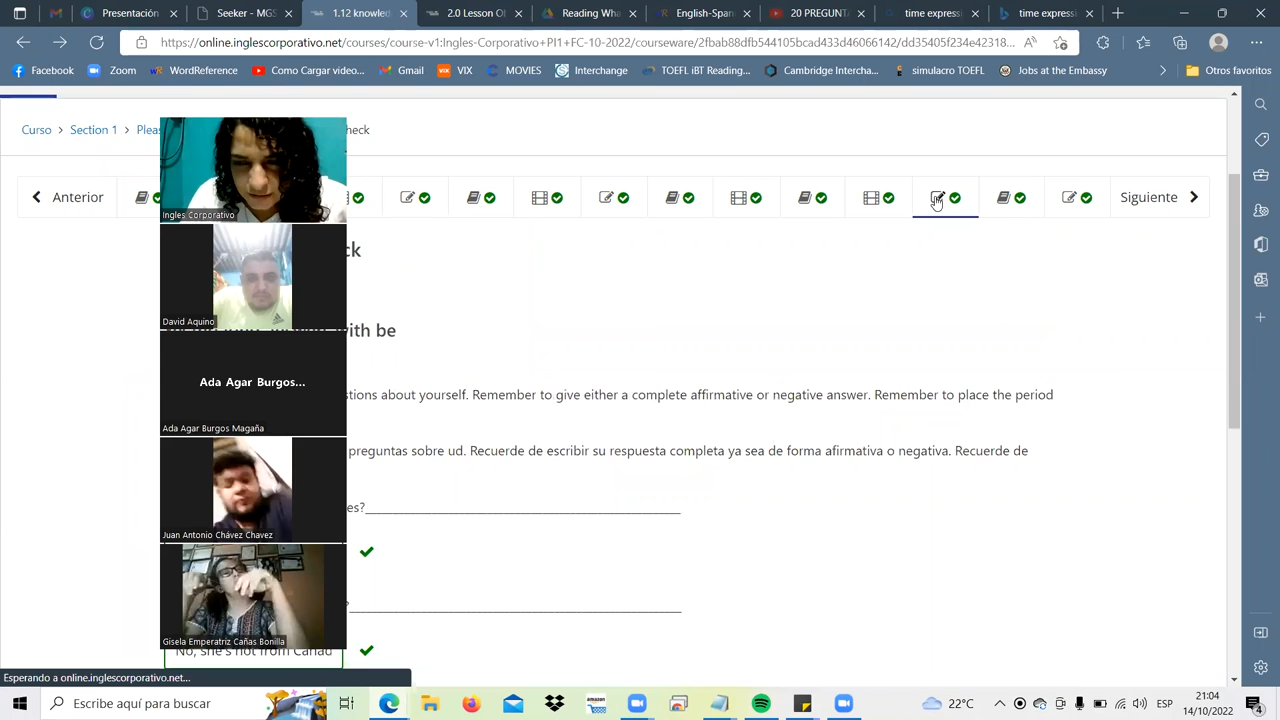 Presentación
Seleen - MGS
1.12 knowled
2.0 Lesson OL
Reading Wha
English-Span
20 PREGUNTA
time express
time express
https://online.inglescorporativo.net/courses/course-v1:Ingles-Corporativo+PI1+FC-10-2022/courseware/2fbab88dfb544105bcad433d46066142/dd35405f234e42318...
Facebook
Zoom
WordReference
Como Cargar video...
Gmail
VIX
MOVIES
Interchange
TOEFL iBT Reading...
Cambridge Intercha...
simulacro TOEFL
Jobs at the Embassy
Otros favoritos
Curso > Section 1 > Plea
heck
Anterior
Siguiente
Ingles Corporativo
ck
David Aquino
with be
Ada Agar Burgos...
Ada Agar Burgos Magaña
stions about yourself. Remember to give either a complete affirmative or negative answer. Remember to place the period
preguntas sobre ud. Recuerde de escribir su respuesta completa ya sea de forma afirmativa o negativa. Recuerde de
es?
Juan Antonio Chávez Chavez
?
Gisela Emperatriz Cañas Bonilla
No, she's not from Canad
Esperando a online.inglescorporativo.net...
Escribe aquí para buscar
22°C
ESP
21:04
14/10/2022
4